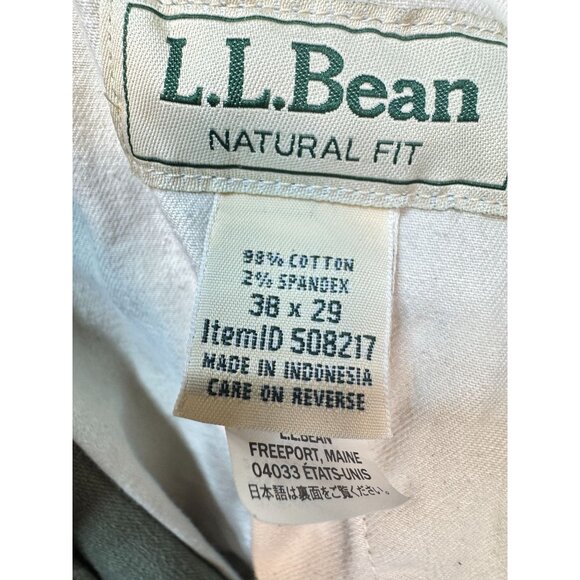 L.L.Bean
NATURAL FIT
98% COTTON
2% SPANDEX
38 x 29
ItemID 508217
MADE IN INDONESIA
CARE ON REVERSE
L.L.BEAN
FREEPORT, MAINE
04033 ÉTATS-UNIS
日本語は裏面をご覧ください。